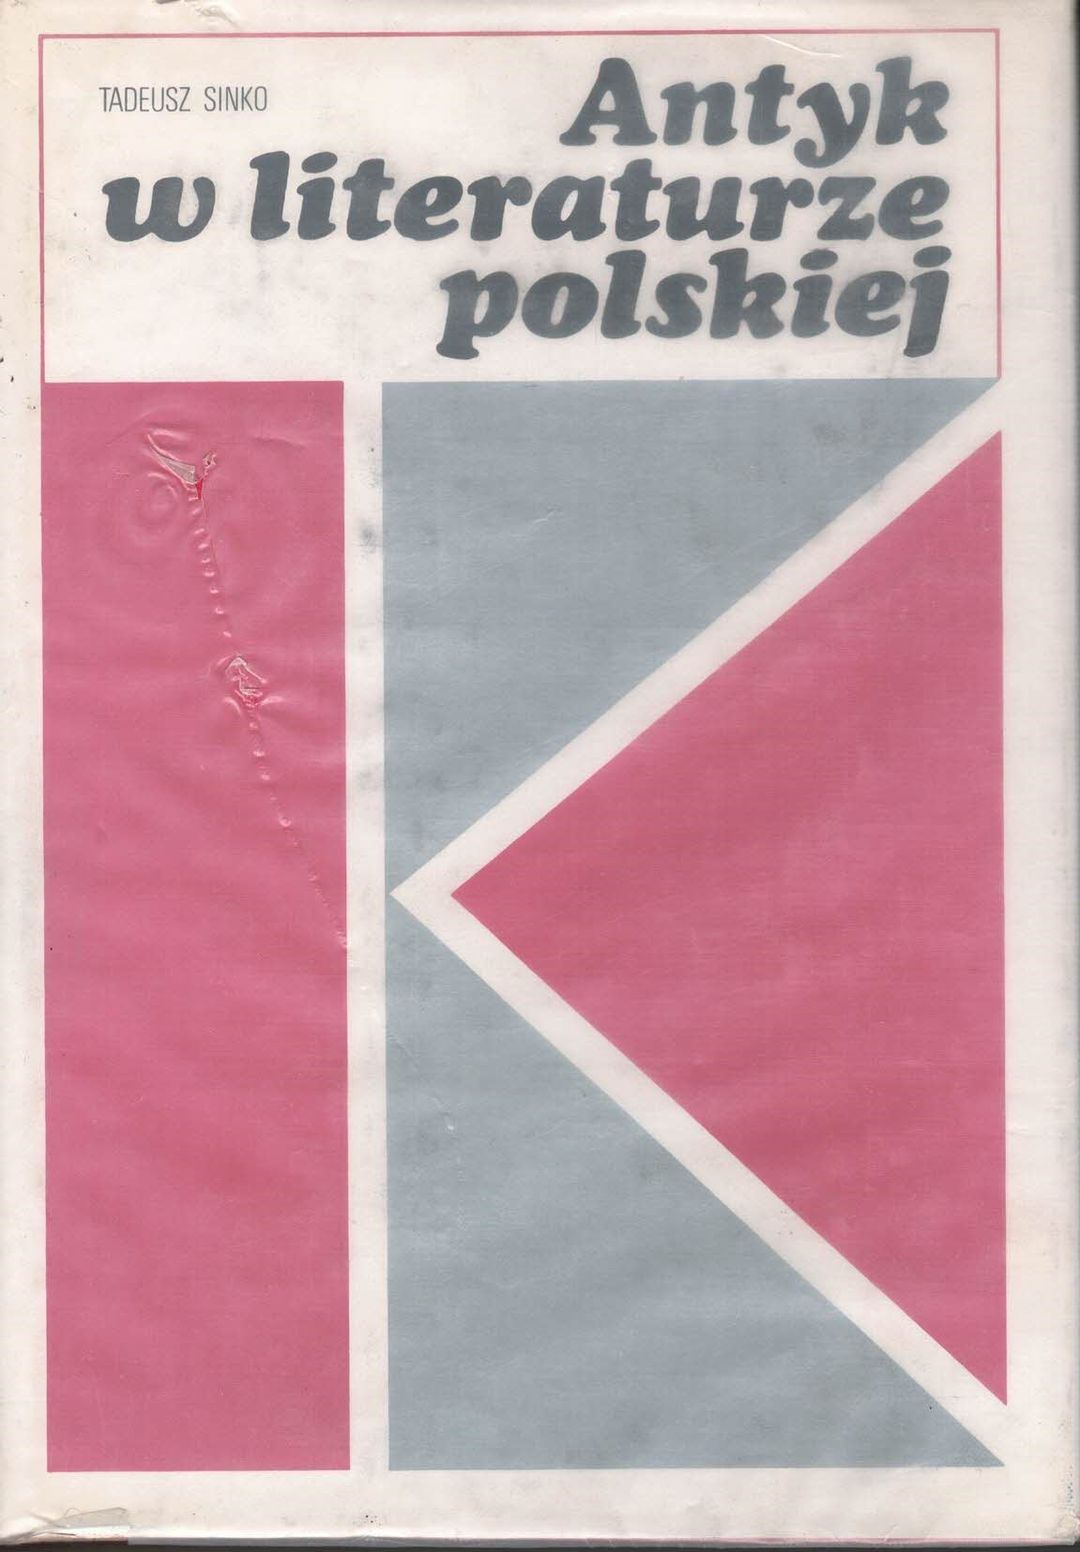 TADEUSZ SINKO
Antyk
w literaturze
polskiej